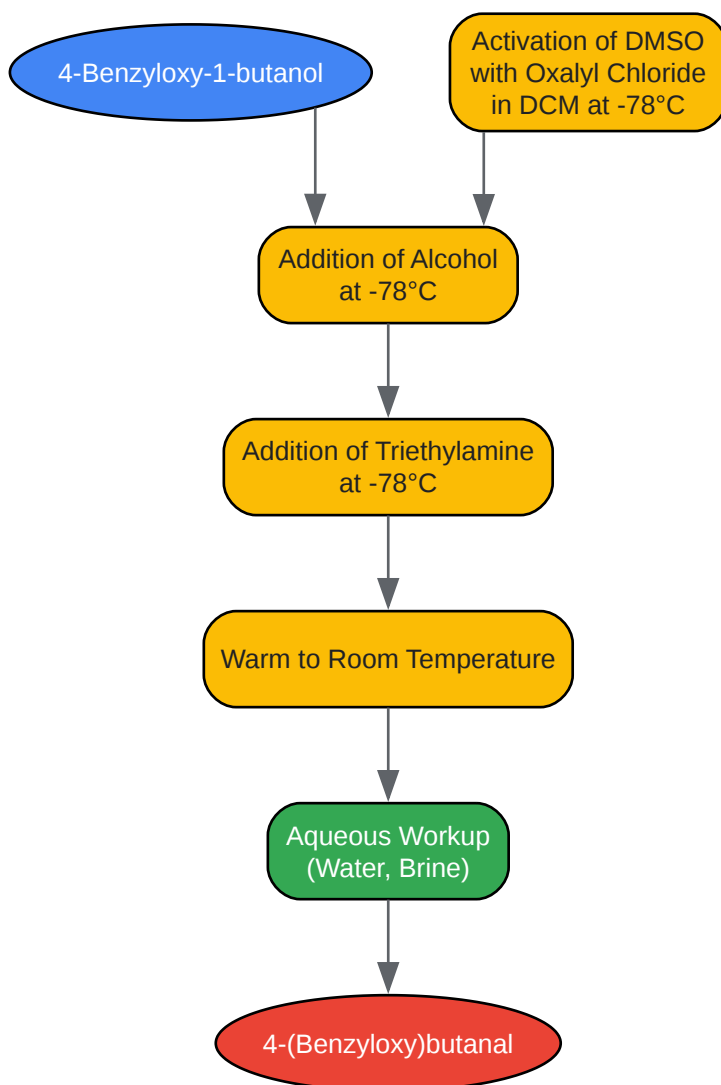 4-Benzyloxy-1-butanol
Activation of DMSO
with Oxalyl Chloride
in DCM at -78°C
Addition of Alcohol
at -78°C
Addition of Triethylamine
at -78°C
Warm to Room Temperature
Aqueous Workup
(Water, Brine)
4-(Benzyloxy)butanal